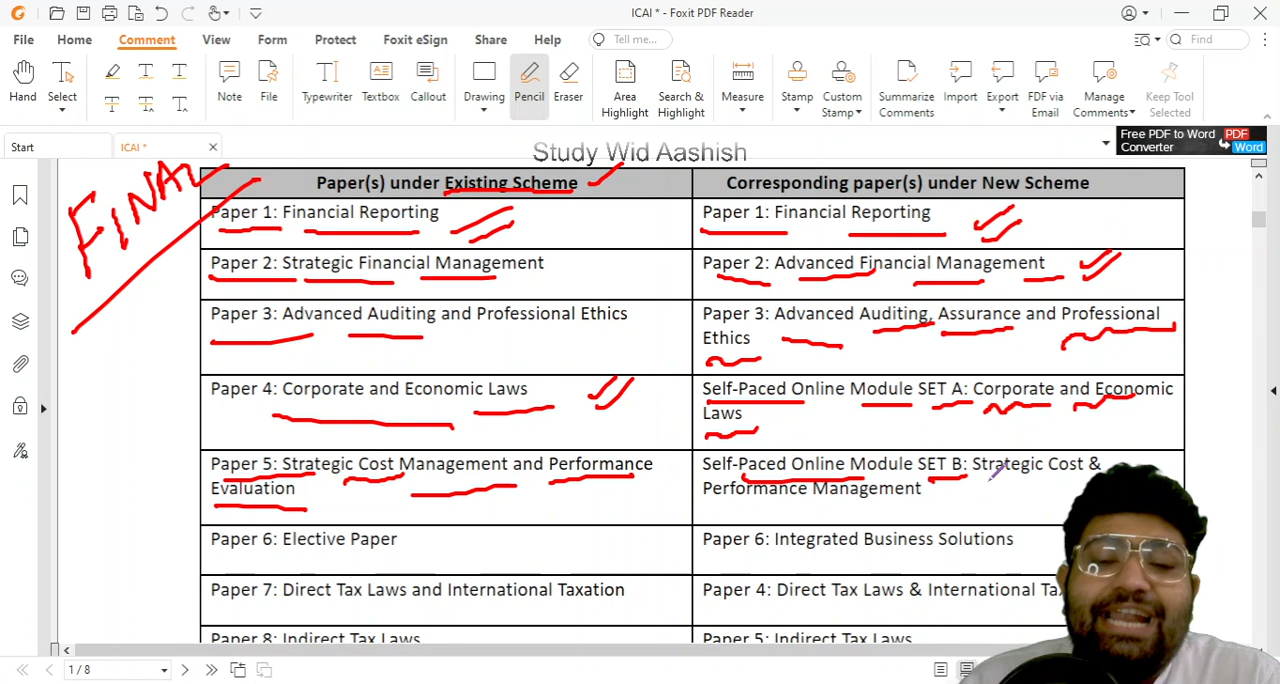 ICAI * - Foxit PDF Reader
File Home Comment View Form Protect Foxit eSign Share Help Tell me... Find
Hand Select Note File Typewriter Textbox Callout Drawing Pencil Eraser Area Highlight Search & Highlight Measure Stamp Custom Stamp Summarize Comments Import Export FDF via Email Manage Comments Keep Tool Selected
Start ICAI *
Free PDF to Word Converter PDF Word
Study Wid Aashish
FINAL
Paper(s) under Existing Scheme Corresponding paper(s) under New Scheme
Paper 1: Financial Reporting Paper 1: Financial Reporting
Paper 2: Strategic Financial Management Paper 2: Advanced Financial Management
Paper 3: Advanced Auditing and Professional Ethics Paper 3: Advanced Auditing, Assurance and Professional
Ethics
Paper 4: Corporate and Economic Laws Self-Paced Online Module SET A: Corporate and Economic
Laws
Paper 5: Strategic Cost Management and Performance Self-Paced Online Module SET B: Strategic Cost &
Evaluation Performance Management
Paper 6: Elective Paper Paper 6: Integrated Business Solutions
Paper 7: Direct Tax Laws and International Taxation Paper 4: Direct Tax Laws & International
Paper 8: Indirect Tax Laws Paper 5: Indirect Tax Laws
1 / 8